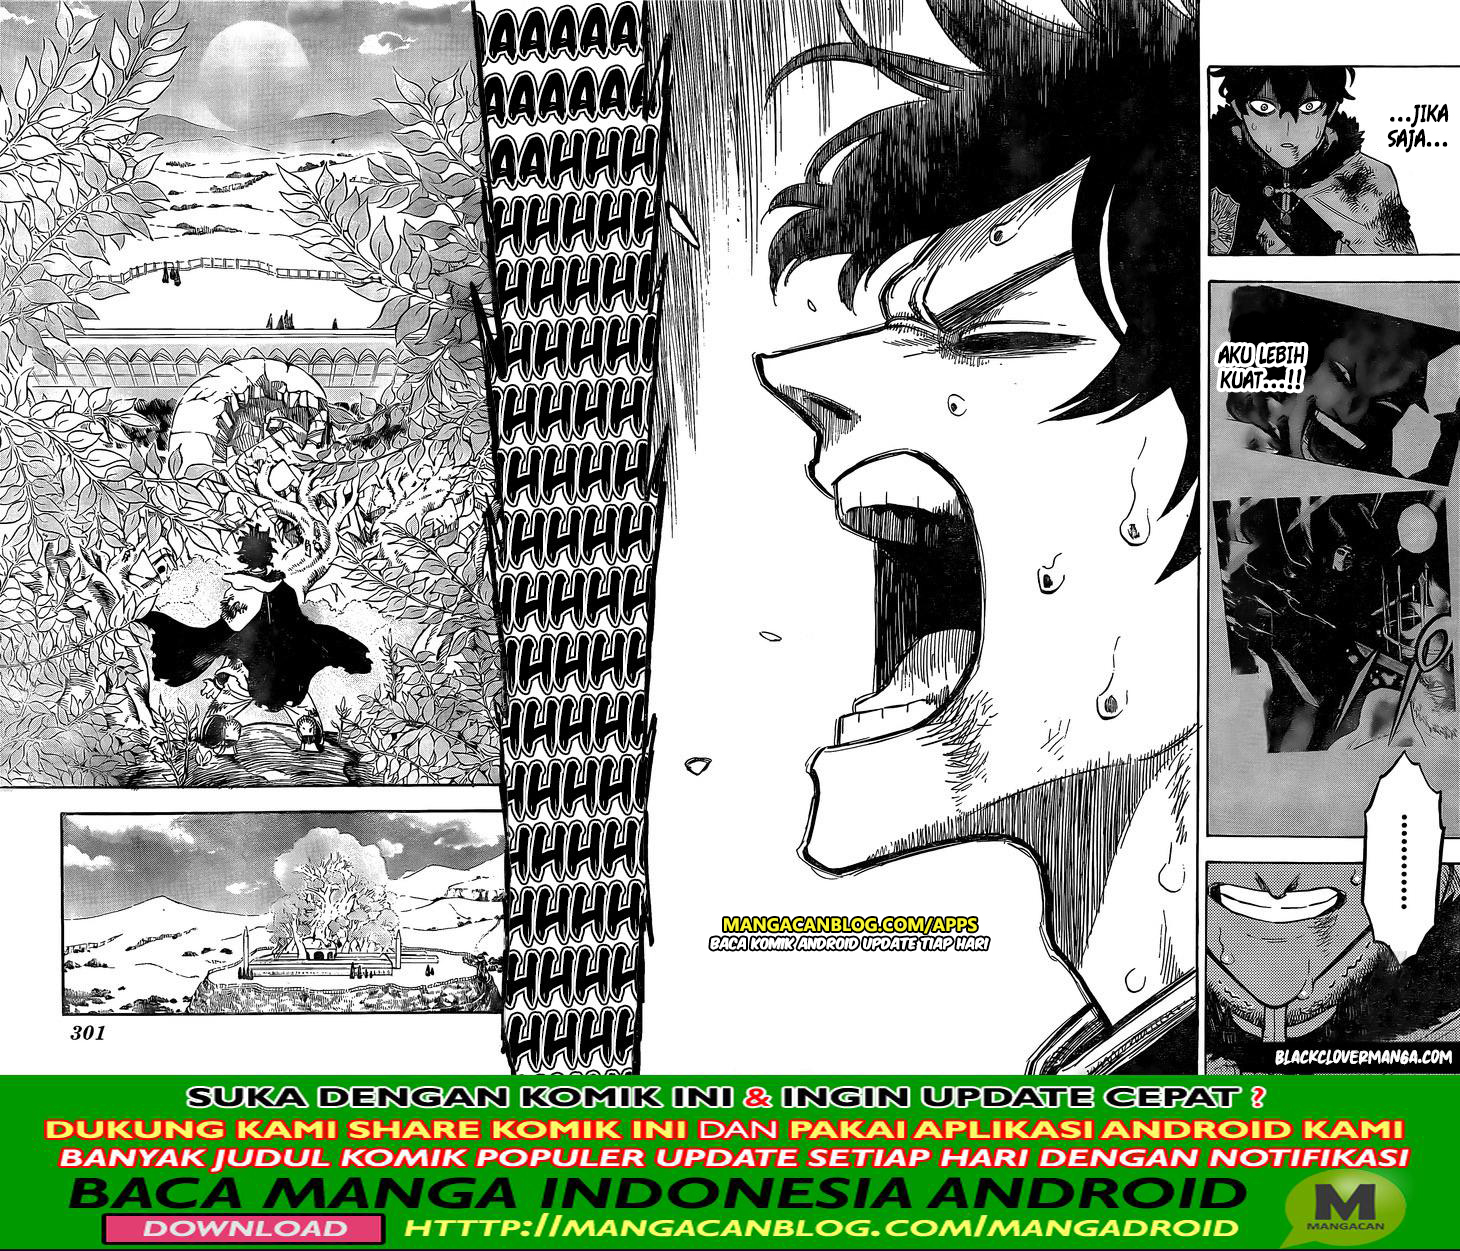 ...JIKA
SAJA...
AKU LEBIH
KUAT...!!
AAAAAA
AAAAAA
AAHHHH
HHHHH
HHHHH
HHHHH
HHHHH
HHHHH
HHHHH
HHHHH
HHHHH
HHHHH
HHHHH
HHHHH
HHHHH
HHHHH
MANGACANBLOG.COM/APPS
BACA KOMIK ANDROID UPDATE TIAP HARI
301
BLACKCLOVERMANGA.COM
SUKA DENGAN KOMIK INI & INGIN UPDATE CEPAT ?
DUKUNG KAMI SHARE KOMIK INI DAN PAKAI APLIKASI ANDROID KAMI
BANYAK JUDUL KOMIK POPULER UPDATE SETIAP HARI DENGAN NOTIFIKASI
BACA MANGA INDONESIA ANDROID
DOWNLOAD HTTTP://MANGACANBLOG.COM/MANGADROID
M
MANGACAN